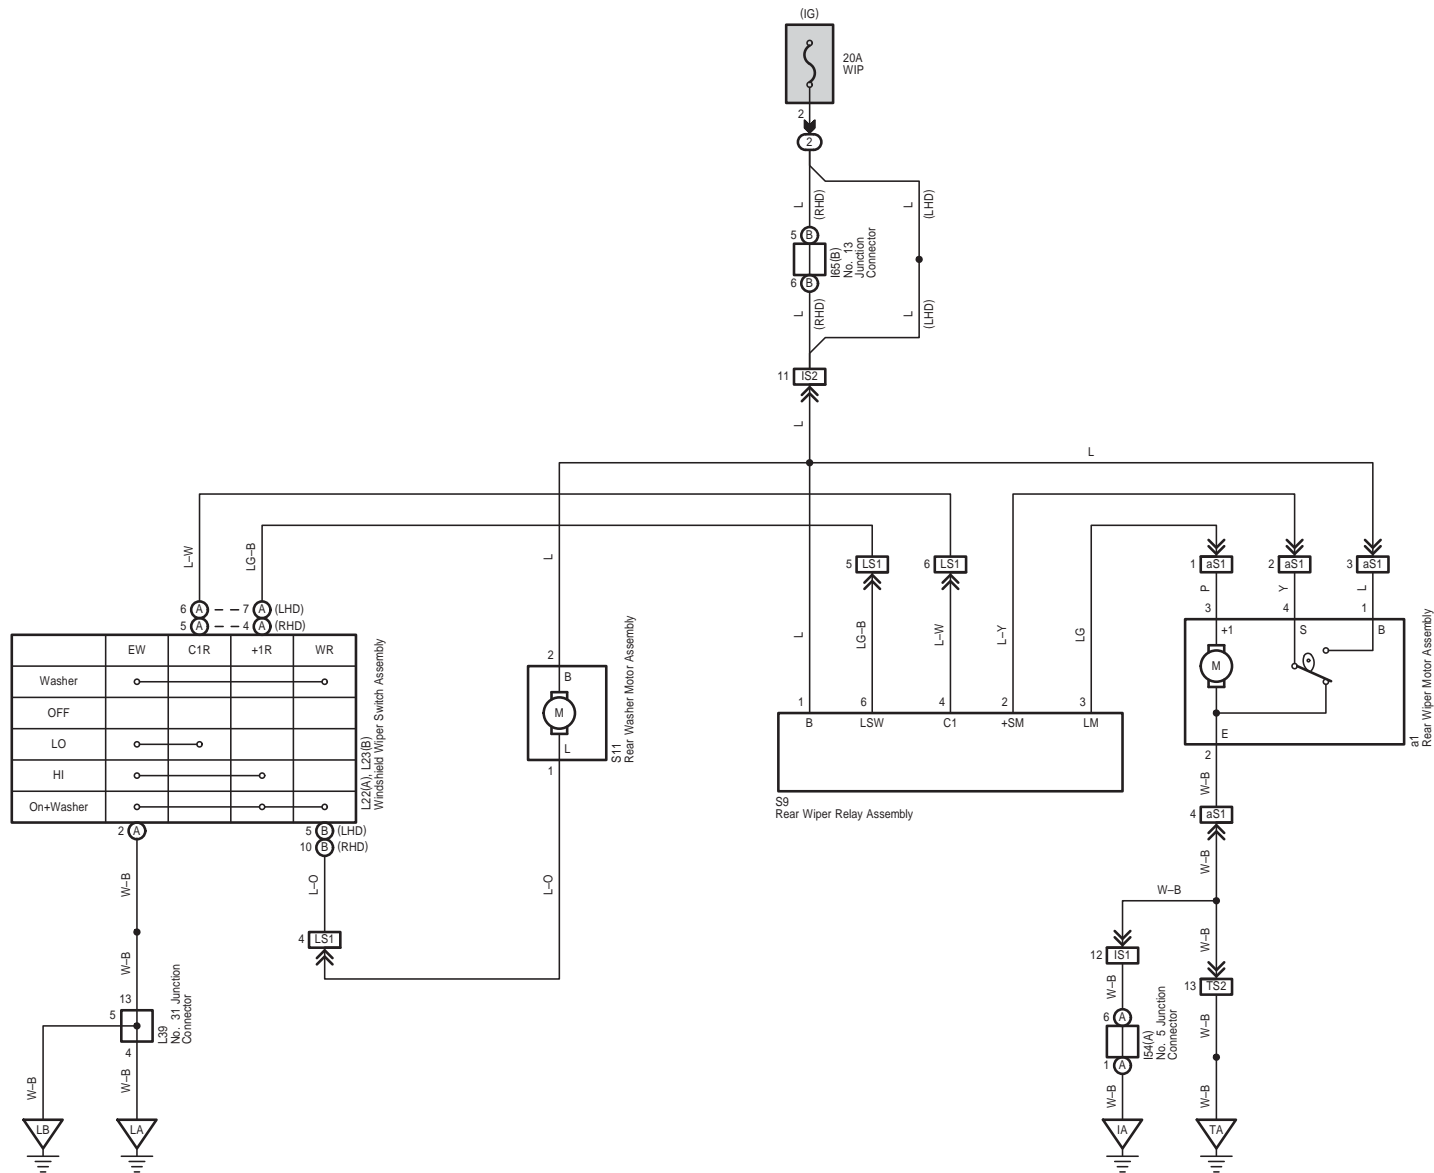 (IG)
20A
WIP
2
2
L
(RHD)
L
(LHD)
5 B
I65(B)
No. 13
Junction
Connector
6 B
L
(RHD)
L
(LHD)
11 IS2
L
L
L–W
LG–B
L
5 LS1
6 LS1
1 aS1
2 aS1
3 aS1
P
Y
L
6 A – – 7 A (LHD)
5 A – – 4 A (RHD)
L
LG–B
L–W
L–Y
LG
3 4 1
EW C1R +1R WR
Washer
OFF
LO
HI
On+Washer
L22(A), L23(B)
Windshield Wiper Switch Assembly
2
B
M
L
1
S11
Rear Washer Motor Assembly
1 6 4 2 3
B LSW C1 +SM LM
S9
Rear Wiper Relay Assembly
+1 S B
M
E
2
a1
Rear Wiper Motor Assembly
2 A
5 B (LHD)
10 B (RHD)
W–B
4 aS1
W–B
L–O
L–O
W–B
4 LS1
W–B
W–B
W–B
12 IS1
13 TS2
W–B
13
5
4
L39
No. 31 Junction
Connector
6 A
I54(A)
No. 5 Junction
Connector
1 A
W–B
W–B
W–B
W–B
W–B
LB
LA
IA
TA